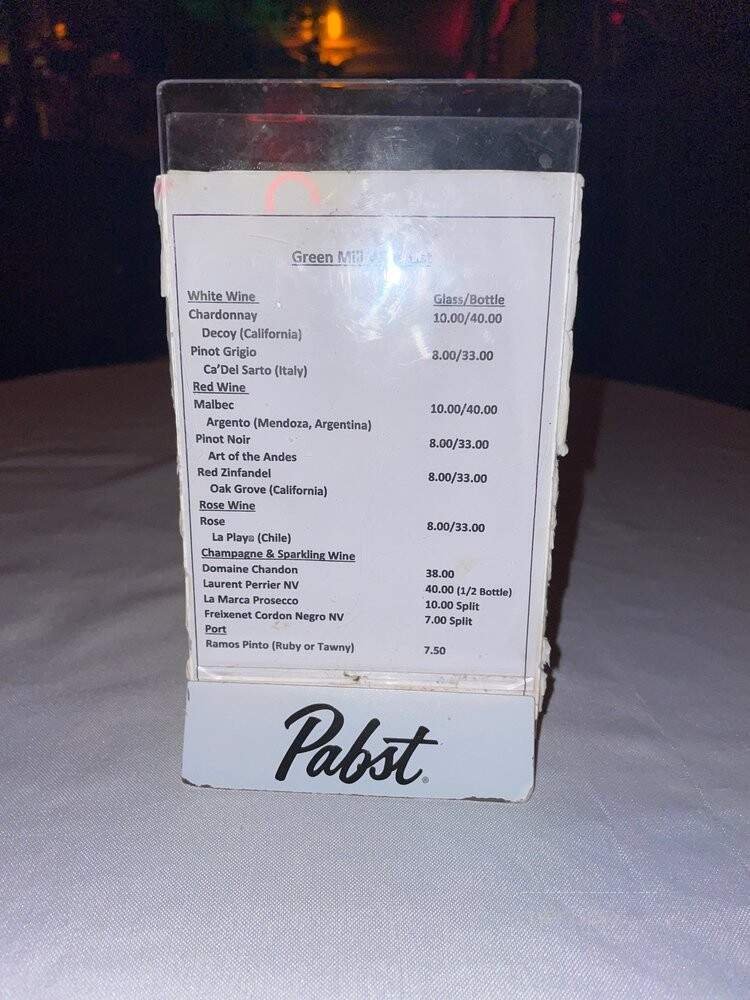 Green Mill
White Wine Glass/Bottle
Chardonnay 10.00/40.00
Decoy (California)
Pinot Grigio 8.00/33.00
Ca'Del Sarto (Italy)
Red Wine
Malbec 10.00/40.00
Argento (Mendoza, Argentina)
Pinot Noir 8.00/33.00
Art of the Andes
Red Zinfandel 8.00/33.00
Oak Grove (California)
Rose Wine
Rose 8.00/33.00
La Playa (Chile)
Champagne & Sparkling Wine
Domaine Chandon 38.00
Laurent Perrier NV 40.00 (1/2 Bottle)
La Marca Prosecco 10.00 Split
Freixenet Cordon Negro NV 7.00 Split
Port
Ramos Pinto (Ruby or Tawny) 7.50
Pabst®